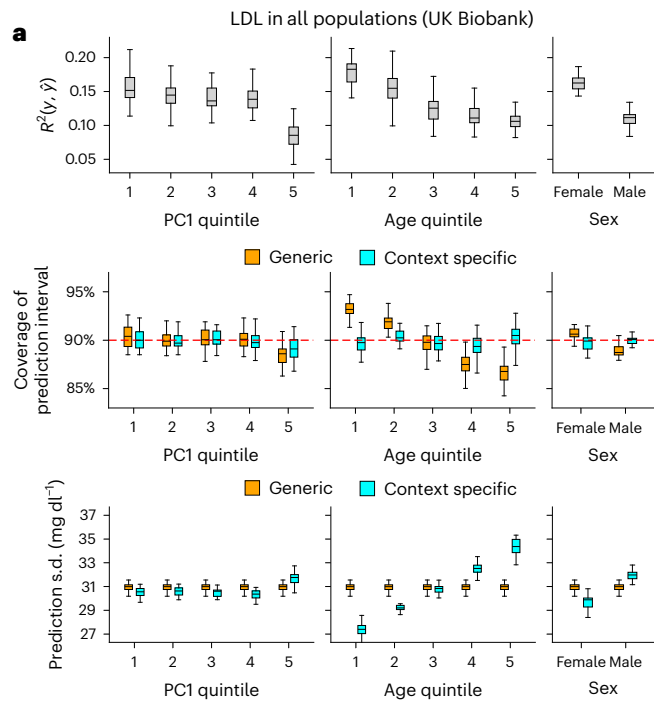 a
LDL in all populations (UK Biobank)
R²(y, ŷ)
0.20
0.15
0.10
0.05
1 2 3 4 5
PC1 quintile
1 2 3 4 5
Age quintile
Female Male
Sex
Generic Context specific
Coverage of
prediction interval
95%
90%
85%
1 2 3 4 5
PC1 quintile
1 2 3 4 5
Age quintile
Female Male
Sex
Generic Context specific
Prediction s.d. (mg dl⁻¹)
37
35
33
31
29
27
1 2 3 4 5
PC1 quintile
1 2 3 4 5
Age quintile
Female Male
Sex